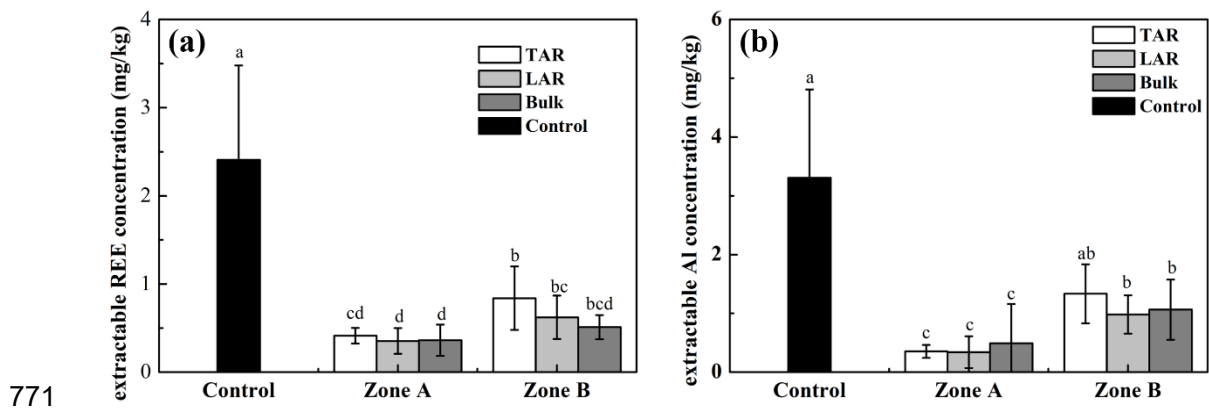 (a)
extractable REE concentration (mg/kg)
4
3
2
1
0
TAR
LAR
Bulk
Control
a
cd
d
d
b
bc
bcd
Control
Zone A
Zone B
(b)
extractable Al concentration (mg/kg)
6
4
2
0
TAR
LAR
Bulk
Control
a
c
c
c
ab
b
b
Control
Zone A
Zone B
771